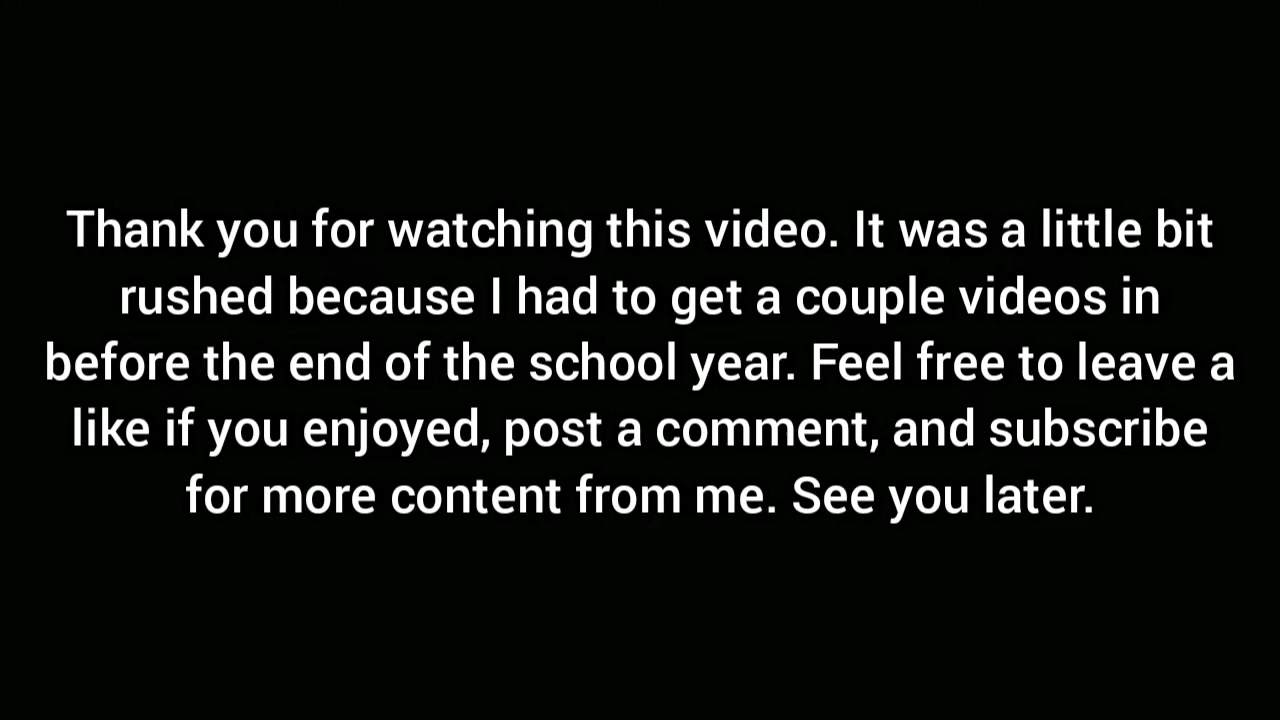 Thank you for watching this video. It was a little bit
rushed because I had to get a couple videos in
before the end of the school year. Feel free to leave a
like if you enjoyed, post a comment, and subscribe
for more content from me. See you later.